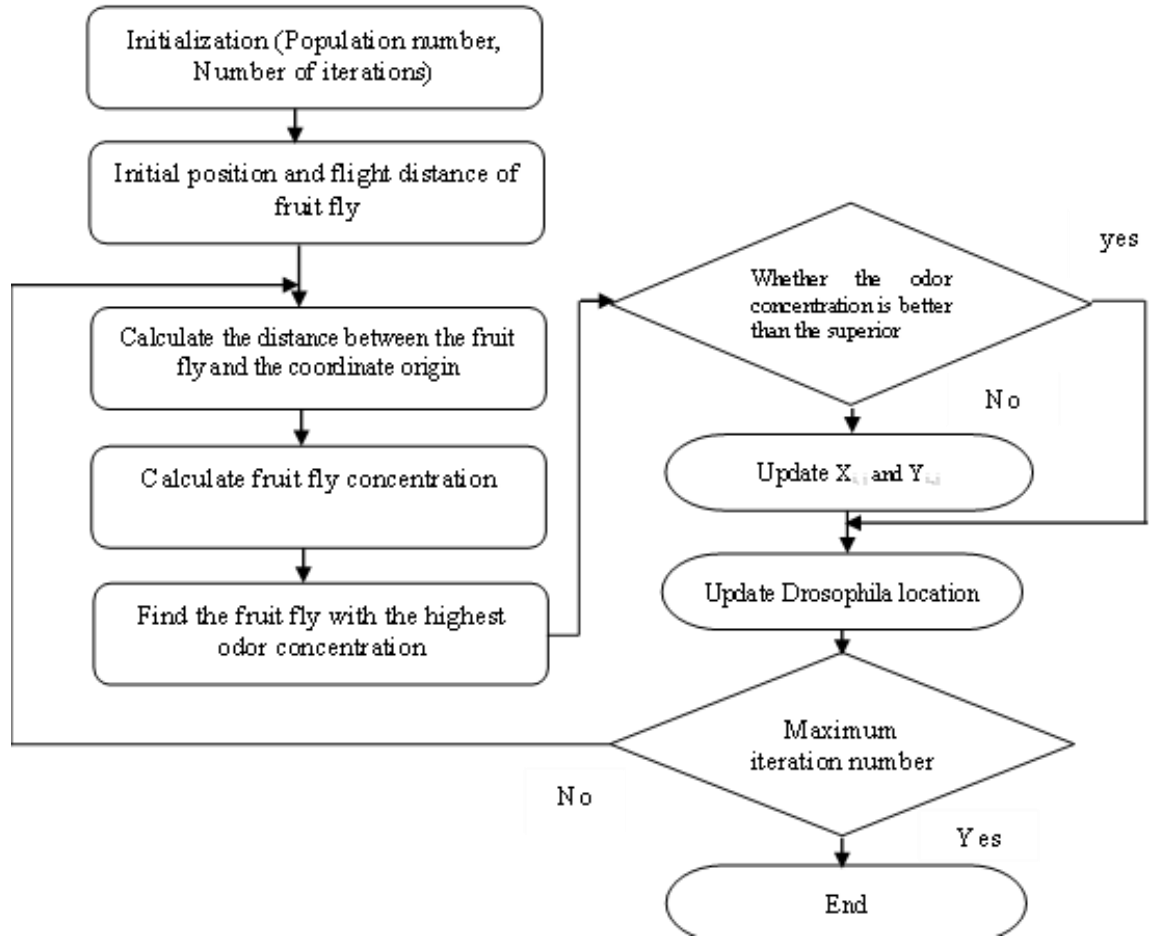 Initialization (Population number,
Number of iterations)
Initial position and flight distance of
fruit fly
Calculate the distance between the fruit
fly and the coordinate origin
Calculate fruit fly concentration
Find the fruit fly with the highest
odor concentration
Whether the odor
concentration is better
than the superior
yes
No
Update X and Y
Update Drosophila location
Maximum
iteration number
No
Yes
End